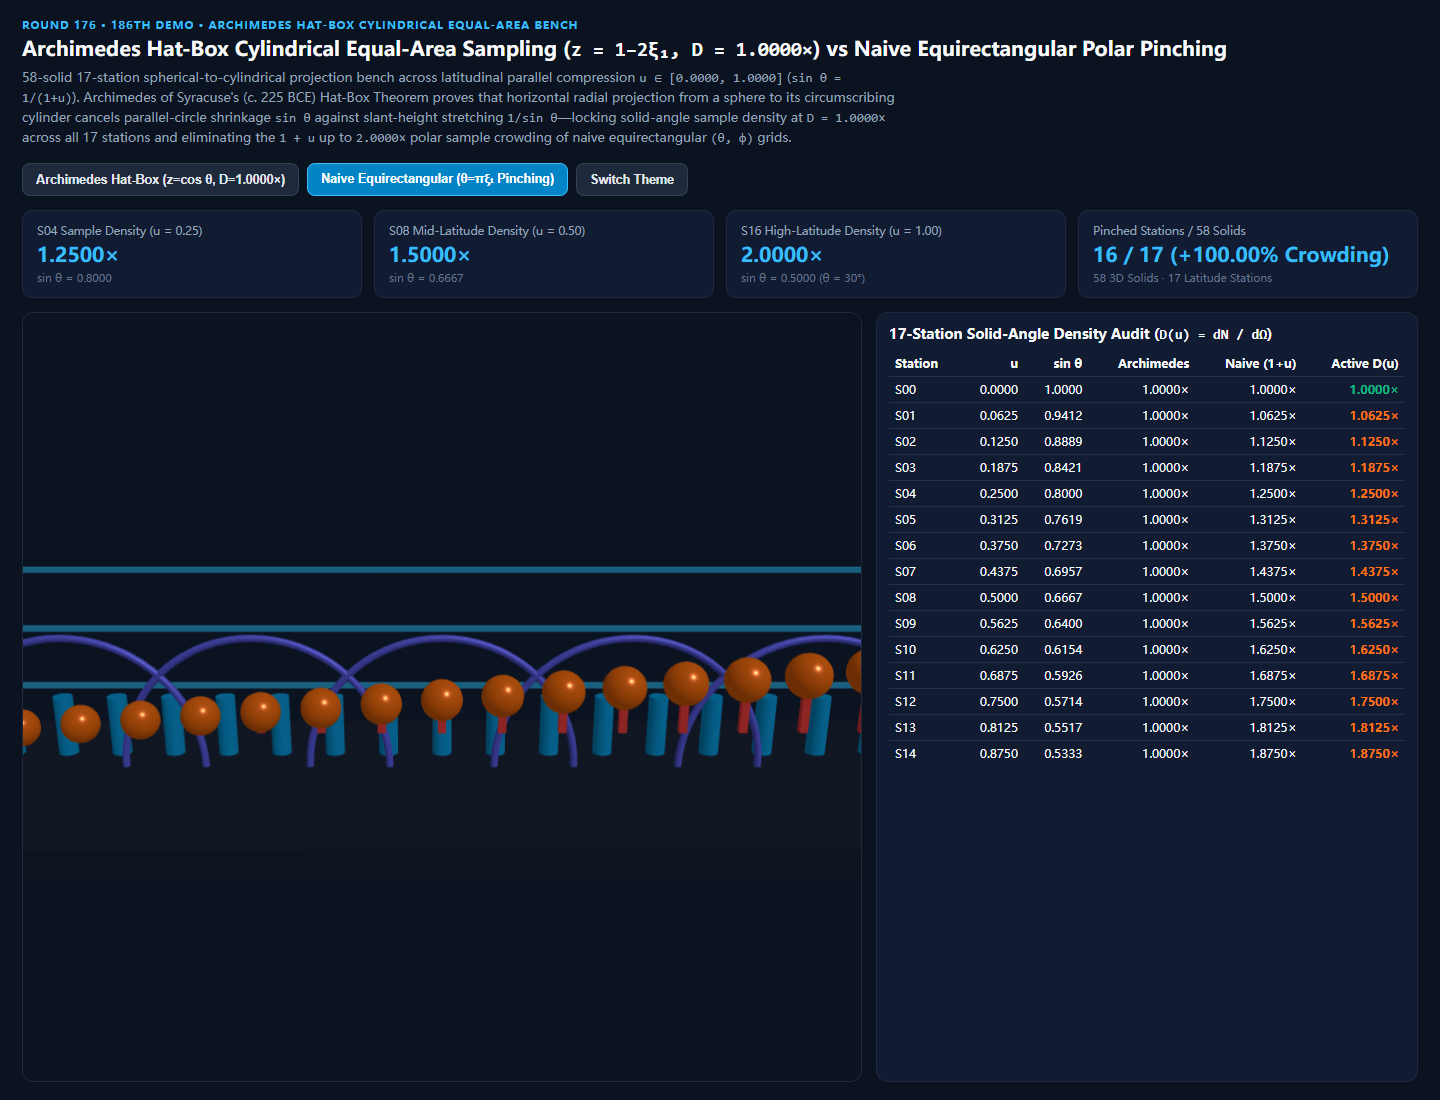 ROUND 176 • 186TH DEMO • ARCHIMEDES HAT-BOX CYLINDRICAL EQUAL-AREA BENCH
Archimedes Hat-Box Cylindrical Equal-Area Sampling (z = 1−2ξ₁, D = 1.0000×) vs Naive Equirectangular Polar Pinching
58-solid 17-station spherical-to-cylindrical projection bench across latitudinal parallel compression u ∈ [0.0000, 1.0000] (sin θ =
1/(1+u)). Archimedes of Syracuse's (c. 225 BCE) Hat-Box Theorem proves that horizontal radial projection from a sphere to its circumscribing
cylinder cancels parallel-circle shrinkage sin θ against slant-height stretching 1/sin θ—locking solid-angle sample density at D = 1.0000×
across all 17 stations and eliminating the 1 + u up to 2.0000× polar sample crowding of naive equirectangular (θ, ϕ) grids.
Archimedes Hat-Box (z=cos θ, D=1.0000×)
Naive Equirectangular (θ=πξ₁ Pinching)
Switch Theme
S04 Sample Density (u = 0.25)
1.2500×
sin θ = 0.8000
S08 Mid-Latitude Density (u = 0.50)
1.5000×
sin θ = 0.6667
S16 High-Latitude Density (u = 1.00)
2.0000×
sin θ = 0.5000 (θ = 30°)
Pinched Stations / 58 Solids
16 / 17 (+100.00% Crowding)
58 3D Solids · 17 Latitude Stations
17-Station Solid-Angle Density Audit (D(u) = dN / dΩ)
Station u sin θ Archimedes Naive (1+u) Active D(u)
S00 0.0000 1.0000 1.0000× 1.0000× 1.0000×
S01 0.0625 0.9412 1.0000× 1.0625× 1.0625×
S02 0.1250 0.8889 1.0000× 1.1250× 1.1250×
S03 0.1875 0.8421 1.0000× 1.1875× 1.1875×
S04 0.2500 0.8000 1.0000× 1.2500× 1.2500×
S05 0.3125 0.7619 1.0000× 1.3125× 1.3125×
S06 0.3750 0.7273 1.0000× 1.3750× 1.3750×
S07 0.4375 0.6957 1.0000× 1.4375× 1.4375×
S08 0.5000 0.6667 1.0000× 1.5000× 1.5000×
S09 0.5625 0.6400 1.0000× 1.5625× 1.5625×
S10 0.6250 0.6154 1.0000× 1.6250× 1.6250×
S11 0.6875 0.5926 1.0000× 1.6875× 1.6875×
S12 0.7500 0.5714 1.0000× 1.7500× 1.7500×
S13 0.8125 0.5517 1.0000× 1.8125× 1.8125×
S14 0.8750 0.5333 1.0000× 1.8750× 1.8750×